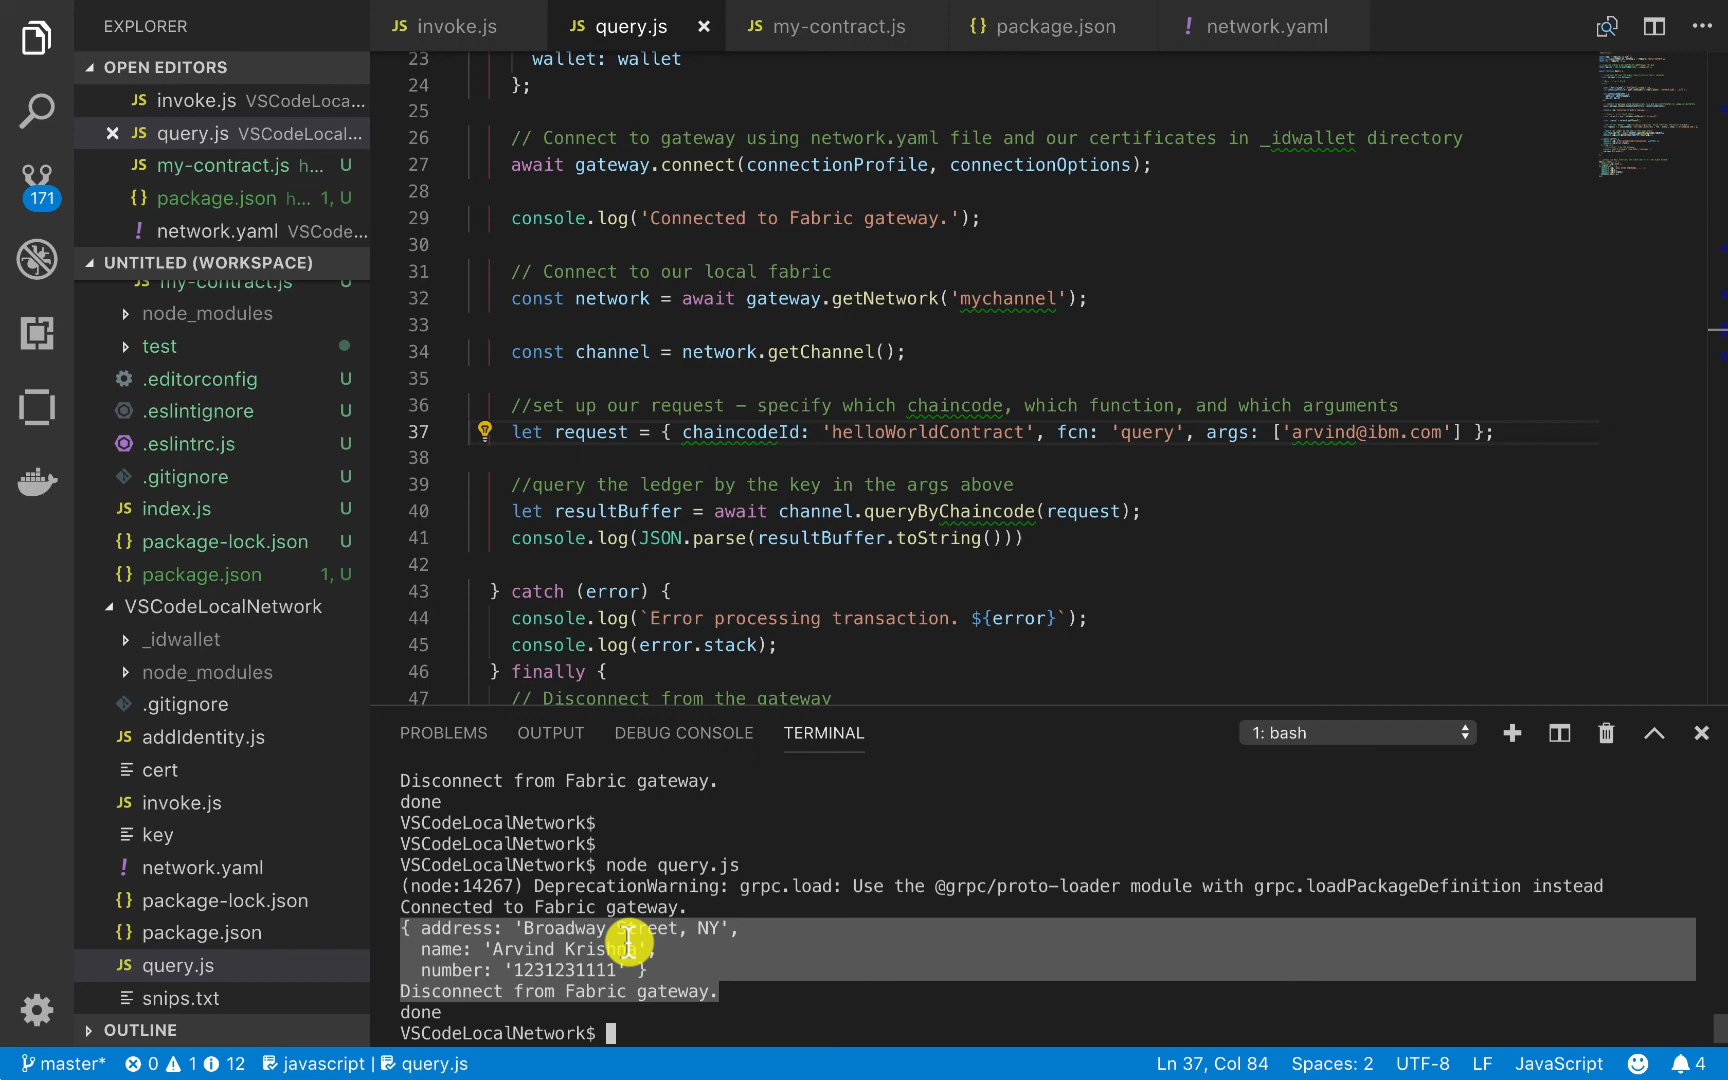 EXPLORER
OPEN EDITORS
JS invoke.js VSCodeLoca...
JS query.js VSCodeLocal...
JS my-contract.js h... U
{} package.json h... 1, U
! network.yaml VSCode...
UNTITLED (WORKSPACE)
JS my-contract.js U
node_modules
test
.editorconfig U
.eslintignore U
.eslintrc.js U
.gitignore U
JS index.js U
{} package-lock.json U
{} package.json 1, U
VSCodeLocalNetwork
_idwallet
node_modules
.gitignore
JS addIdentity.js
cert
JS invoke.js
key
! network.yaml
{} package-lock.json
{} package.json
JS query.js
snips.txt
OUTLINE
171
JS invoke.js
JS query.js
JS my-contract.js
{} package.json
! network.yaml
23 wallet: wallet
24 };
25
26 // Connect to gateway using network.yaml file and our certificates in _idwallet directory
27 await gateway.connect(connectionProfile, connectionOptions);
28
29 console.log('Connected to Fabric gateway.');
30
31 // Connect to our local fabric
32 const network = await gateway.getNetwork('mychannel');
33
34 const channel = network.getChannel();
35
36 //set up our request – specify which chaincode, which function, and which arguments
37 let request = { chaincodeId: 'helloWorldContract', fcn: 'query', args: ['arvind@ibm.com'] };
38
39 //query the ledger by the key in the args above
40 let resultBuffer = await channel.queryByChaincode(request);
41 console.log(JSON.parse(resultBuffer.toString()))
42
43 } catch (error) {
44 console.log(`Error processing transaction. ${error}`);
45 console.log(error.stack);
46 } finally {
47 // Disconnect from the gateway
PROBLEMS OUTPUT DEBUG CONSOLE TERMINAL 1: bash
Disconnect from Fabric gateway.
done
VSCodeLocalNetwork$
VSCodeLocalNetwork$
VSCodeLocalNetwork$ node query.js
(node:14267) DeprecationWarning: grpc.load: Use the @grpc/proto-loader module with grpc.loadPackageDefinition instead
Connected to Fabric gateway.
{ address: 'Broadway Street, NY',
name: 'Arvind Krishna',
number: '1231231111' }
Disconnect from Fabric gateway.
done
VSCodeLocalNetwork$
master* 0 1 12 javascript | query.js Ln 37, Col 84 Spaces: 2 UTF-8 LF JavaScript 4